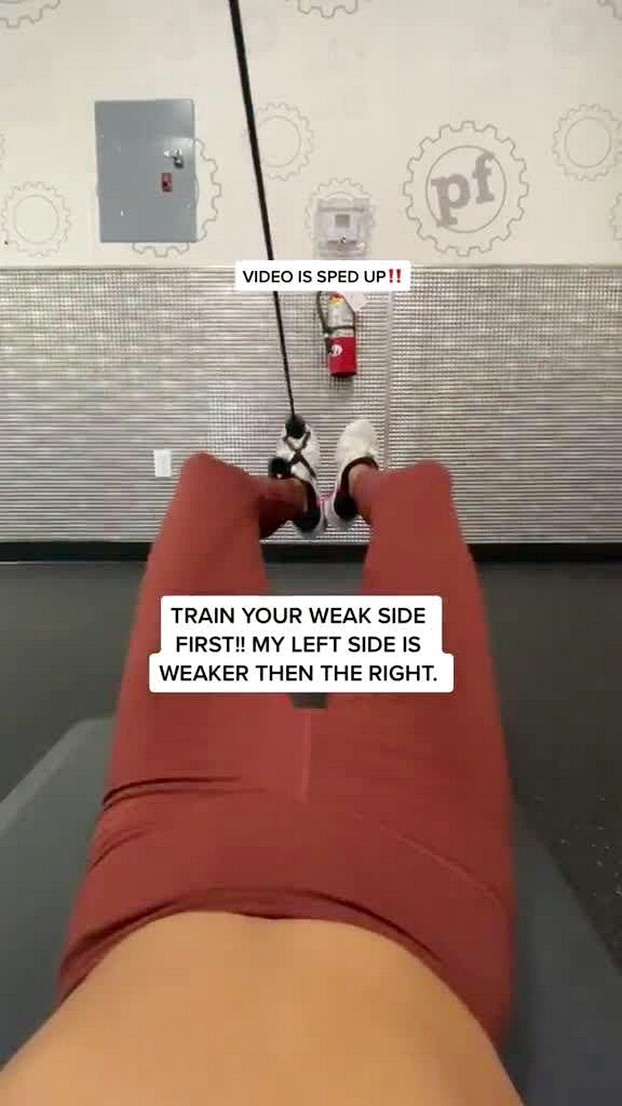 pf
VIDEO IS SPED UP‼️
TRAIN YOUR WEAK SIDE
FIRST!! MY LEFT SIDE IS
WEAKER THEN THE RIGHT.